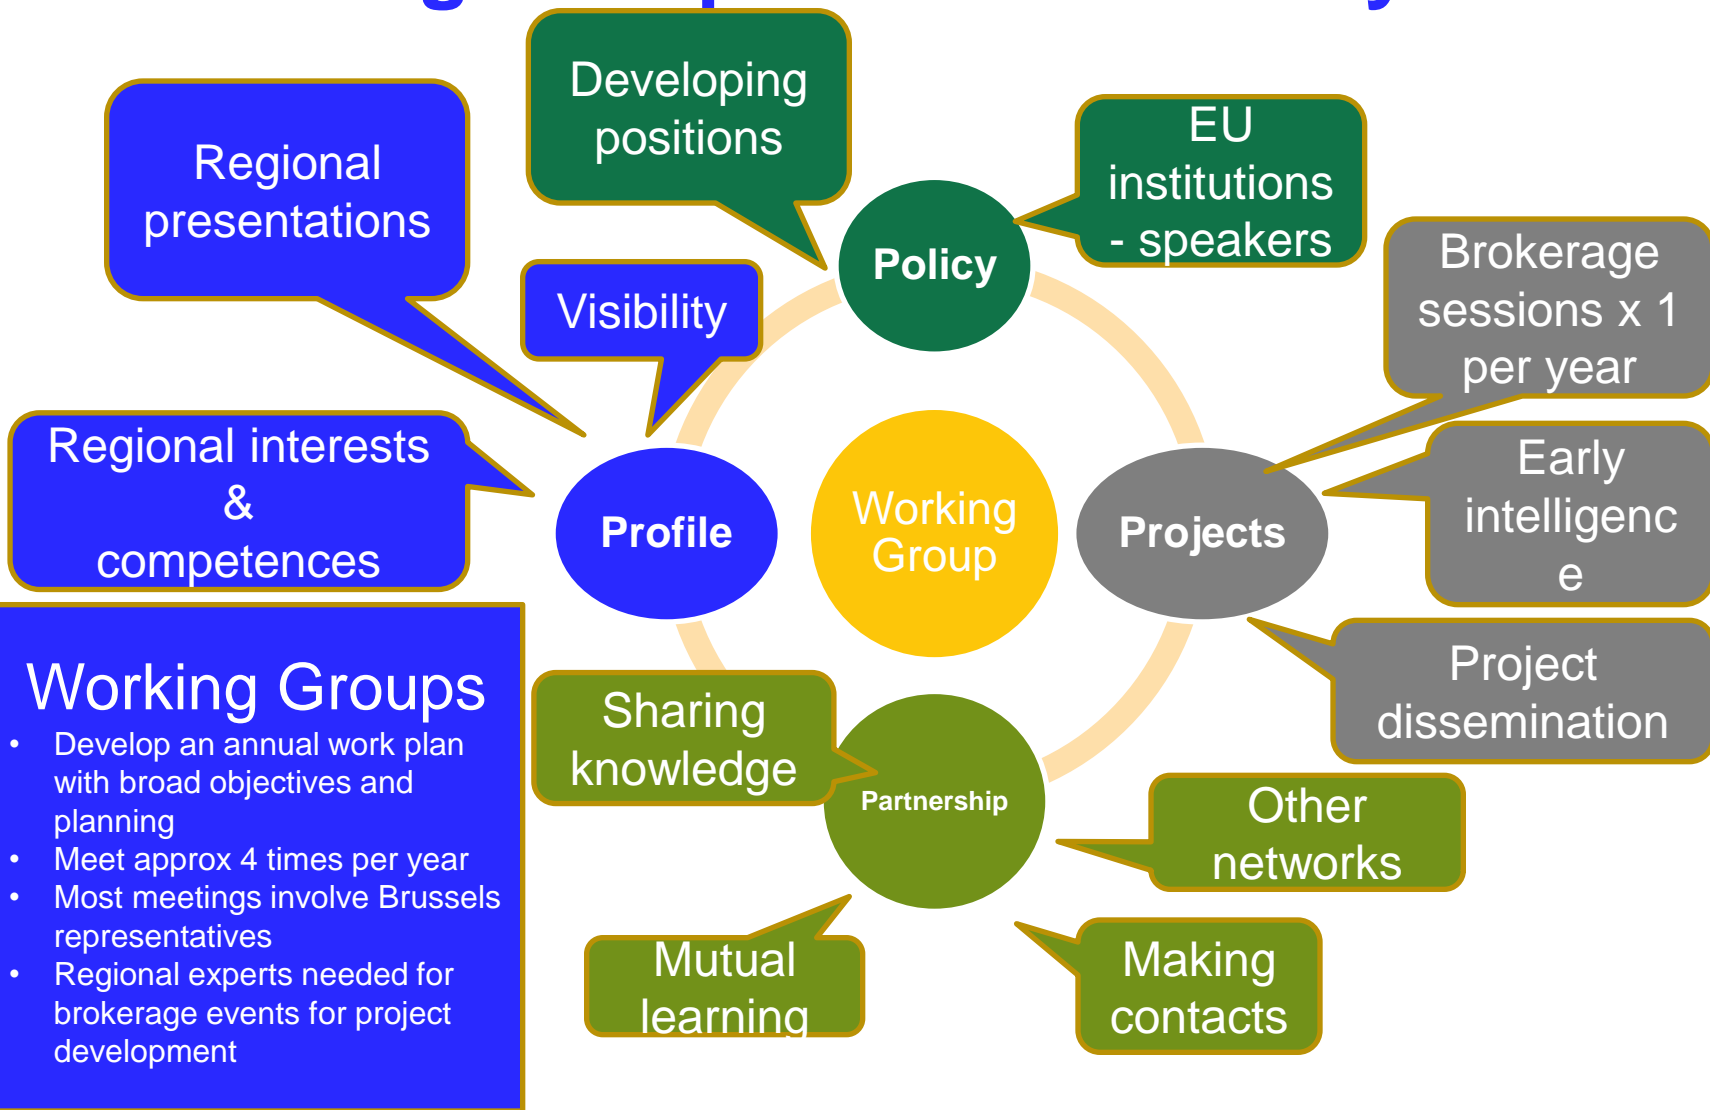 Developing
positions
EU
institutions
- speakers
Regional
presentations
Visibility
Policy
Brokerage
sessions x 1
per year
Regional interests
&
competences
Profile
Working
Group
Projects
Early
intelligenc
e
Project
dissemination
Sharing
knowledge
Partnership
Other
networks
Mutual
learning
Making
contacts
Working Groups
• Develop an annual work plan
with broad objectives and
planning
• Meet approx 4 times per year
• Most meetings involve Brussels
representatives
• Regional experts needed for
brokerage events for project
development